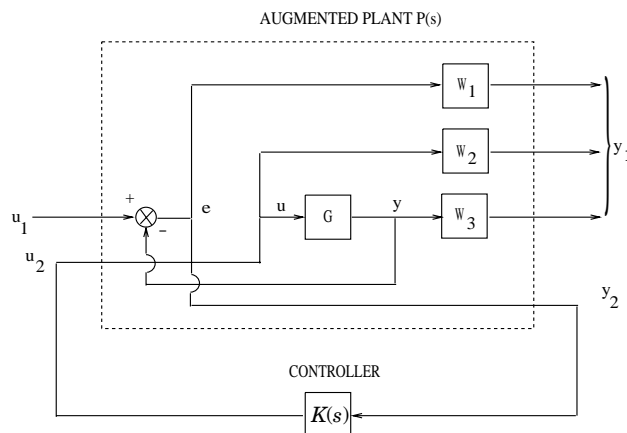 AUGMENTED PLANT P(s)
W1
W2
y1
+
u1
−
e
u
G
y
W3
u2
y2
CONTROLLER
K(s)